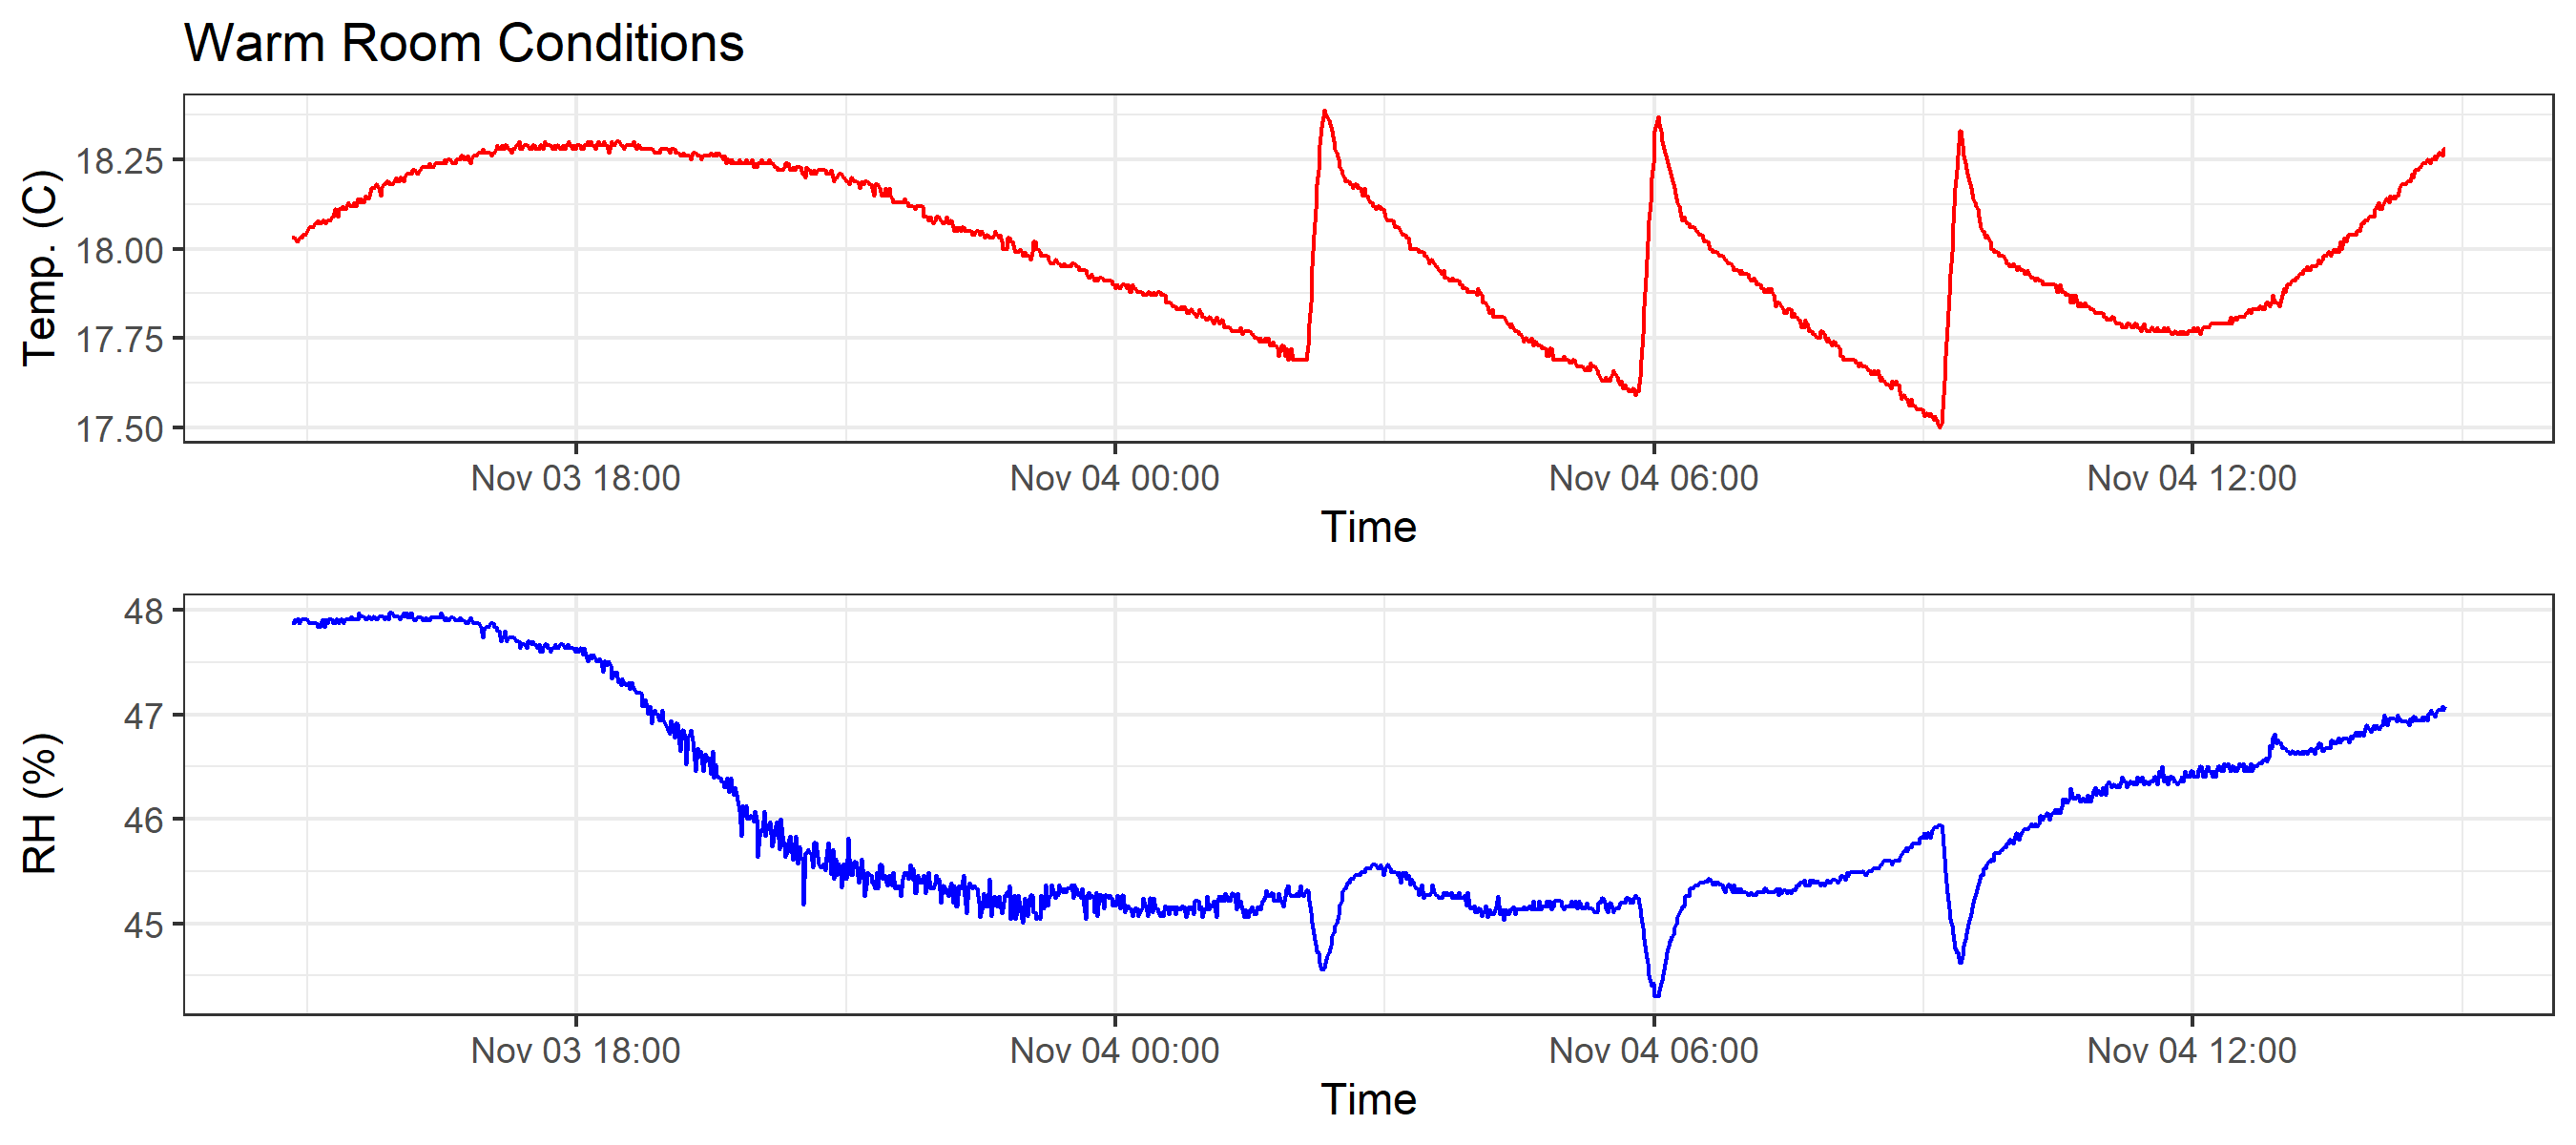 Warm Room Conditions
Temp. (C)
18.25
18.00
17.75
17.50
Nov 03 18:00
Nov 04 00:00
Nov 04 06:00
Nov 04 12:00
Time
RH (%)
48
47
46
45
Nov 03 18:00
Nov 04 00:00
Nov 04 06:00
Nov 04 12:00
Time